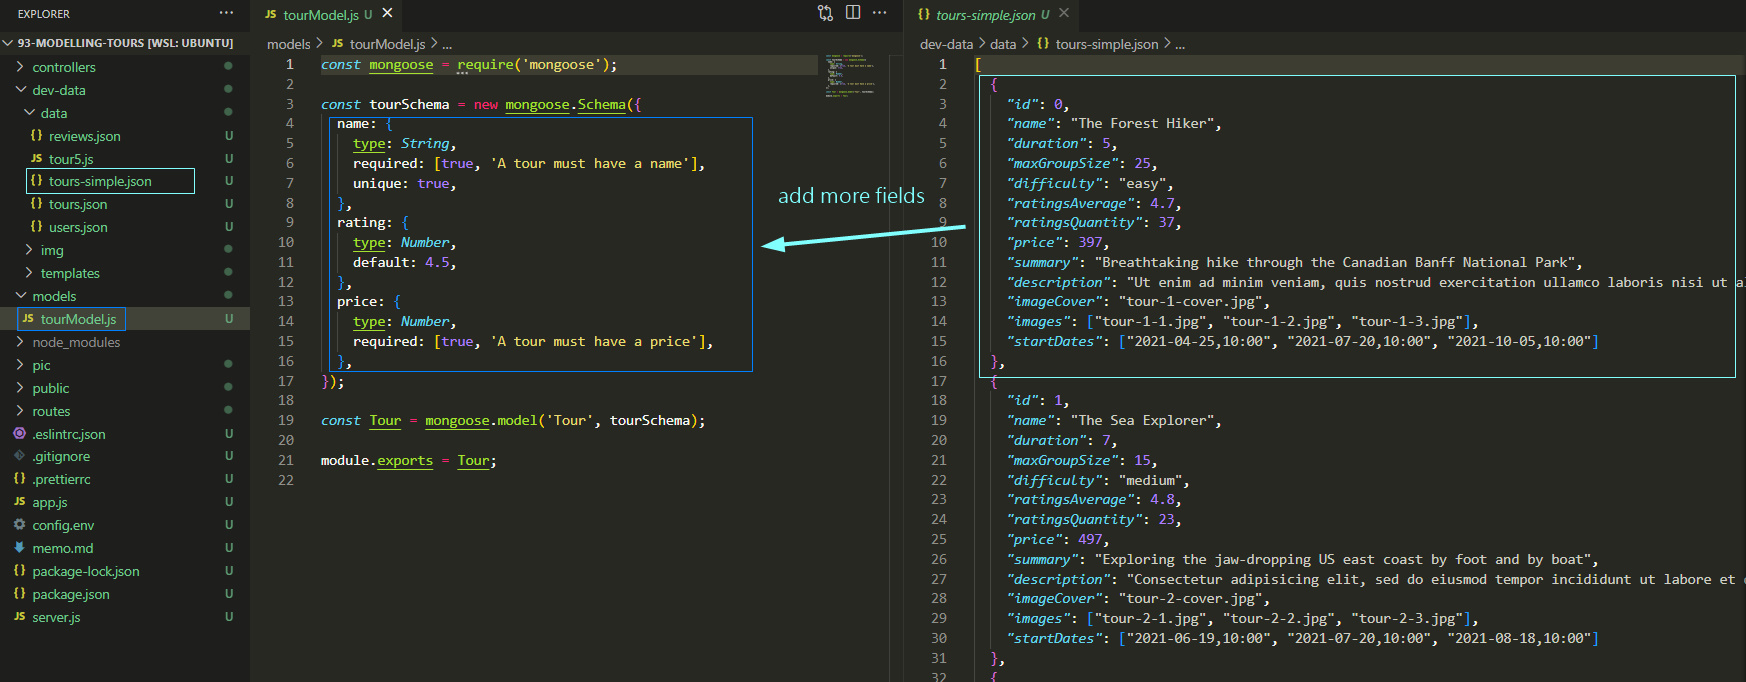 EXPLORER
93-MODELLING-TOURS [WSL: UBUNTU]
controllers
dev-data
data
{} reviews.json U
JS tour5.js U
{} tours-simple.json U
{} tours.json U
{} users.json U
img
templates
models
JS tourModel.js U
node_modules
pic
public
routes
.eslintrc.json U
.gitignore U
{} .prettierrc U
JS app.js U
config.env U
memo.md U
{} package-lock.json U
{} package.json U
JS server.js U
JS tourModel.js U
models > JS tourModel.js > ...
1 const mongoose = require('mongoose');
2
3 const tourSchema = new mongoose.Schema({
4 name: {
5 type: String,
6 required: [true, 'A tour must have a name'],
7 unique: true,
8 },
9 rating: {
10 type: Number,
11 default: 4.5,
12 },
13 price: {
14 type: Number,
15 required: [true, 'A tour must have a price'],
16 },
17 });
18
19 const Tour = mongoose.model('Tour', tourSchema);
20
21 module.exports = Tour;
22
add more fields
{} tours-simple.json U
dev-data > data > {} tours-simple.json > ...
1 [
2 {
3 "id": 0,
4 "name": "The Forest Hiker",
5 "duration": 5,
6 "maxGroupSize": 25,
7 "difficulty": "easy",
8 "ratingsAverage": 4.7,
9 "ratingsQuantity": 37,
10 "price": 397,
11 "summary": "Breathtaking hike through the Canadian Banff National Park",
12 "description": "Ut enim ad minim veniam, quis nostrud exercitation ullamco laboris nisi ut
13 "imageCover": "tour-1-cover.jpg",
14 "images": ["tour-1-1.jpg", "tour-1-2.jpg", "tour-1-3.jpg"],
15 "startDates": ["2021-04-25,10:00", "2021-07-20,10:00", "2021-10-05,10:00"]
16 },
17 {
18 "id": 1,
19 "name": "The Sea Explorer",
20 "duration": 7,
21 "maxGroupSize": 15,
22 "difficulty": "medium",
23 "ratingsAverage": 4.8,
24 "ratingsQuantity": 23,
25 "price": 497,
26 "summary": "Exploring the jaw-dropping US east coast by foot and by boat",
27 "description": "Consectetur adipisicing elit, sed do eiusmod tempor incididunt ut labore et
28 "imageCover": "tour-2-cover.jpg",
29 "images": ["tour-2-1.jpg", "tour-2-2.jpg", "tour-2-3.jpg"],
30 "startDates": ["2021-06-19,10:00", "2021-07-20,10:00", "2021-08-18,10:00"]
31 },
32 {